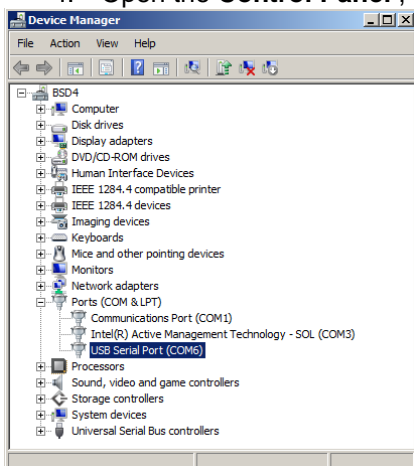 Open the Control Panel,
Device Manager
File Action View Help
BSD4
Computer
Disk drives
Display adapters
DVD/CD-ROM drives
Human Interface Devices
IEEE 1284.4 compatible printer
IEEE 1284.4 devices
Imaging devices
Keyboards
Mice and other pointing devices
Monitors
Network adapters
Ports (COM & LPT)
Communications Port (COM1)
Intel(R) Active Management Technology - SOL (COM3)
USB Serial Port (COM6)
Processors
Sound, video and game controllers
Storage controllers
System devices
Universal Serial Bus controllers